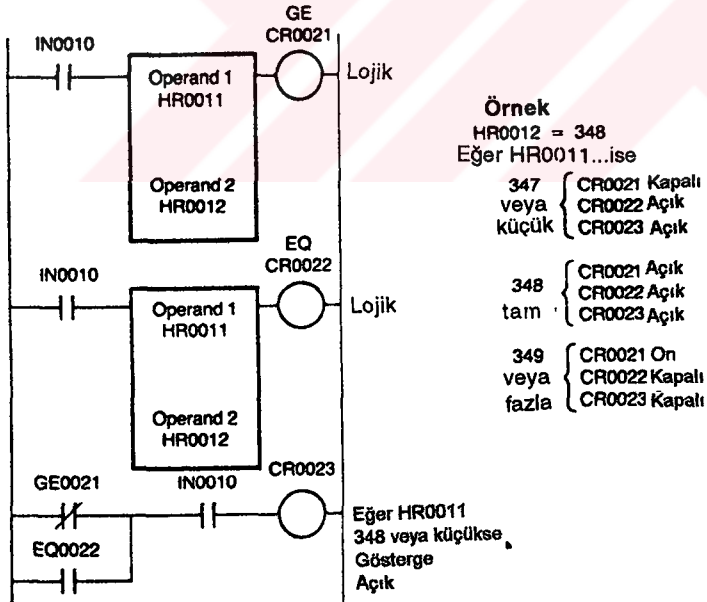 GE
CR0021
IN0010
Operand 1
HR0011
Operand 2
HR0012
Lojik
EQ
CR0022
IN0010
Operand 1
HR0011
Operand 2
HR0012
Lojik
GE0021
IN0010
CR0023
EQ0022
Eğer HR0011
348 veya küçükse
Gösterge
Açık
Örnek
HR0012 = 348
Eğer HR0011...ise
347
veya
küçük
CR0021 Kapalı
CR0022 Açık
CR0023 Açık
348
tam
CR0021 Açık
CR0022 Açık
CR0023 Açık
349
veya
fazla
CR0021 On
CR0022 Kapalı
CR0023 Kapalı